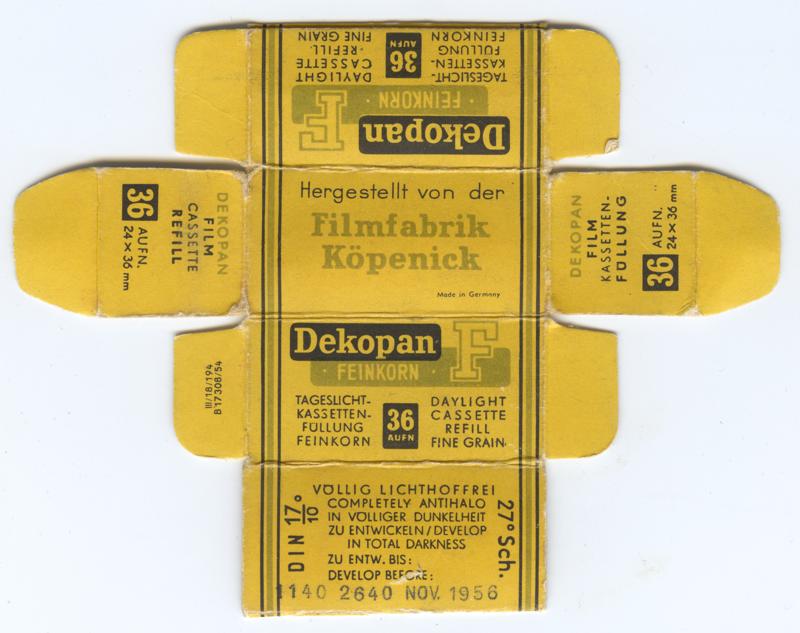 TAGESLICHT-
KASSETTEN-
FÜLLUNG
FEINKORN
36
AUFN
DAYLIGHT
CASSETTE
-REFILL-
FINE GRAIN
· FEINKORN ·
F
Dekopan
DEKOPAN
FILM
CASSETTE
REFILL
36
AUFN.
24 × 36 mm
Hergestellt von der
Filmfabrik
Köpenick
Made in Germany
DEKOPAN
FILM
KASSETTEN-
FÜLLUNG
36
AUFN.
24 × 36 mm
III/18/194
B17308/54
Dekopan
F
· FEINKORN ·
TAGESLICHT-
KASSETTEN-
FÜLLUNG
FEINKORN
36
AUFN
DAYLIGHT
CASSETTE
REFILL
FINE GRAIN
DIN 17/10°
VÖLLIG LICHTHOFFREI
COMPLETELY ANTIHALO
IN VÖLLIGER DUNKELHEIT
ZU ENTWICKELN/DEVELOP
IN TOTAL DARKNESS
ZU ENTW. BIS:
DEVELOP BEFORE:
27° Sch.
1140 2640 NOV. 1956